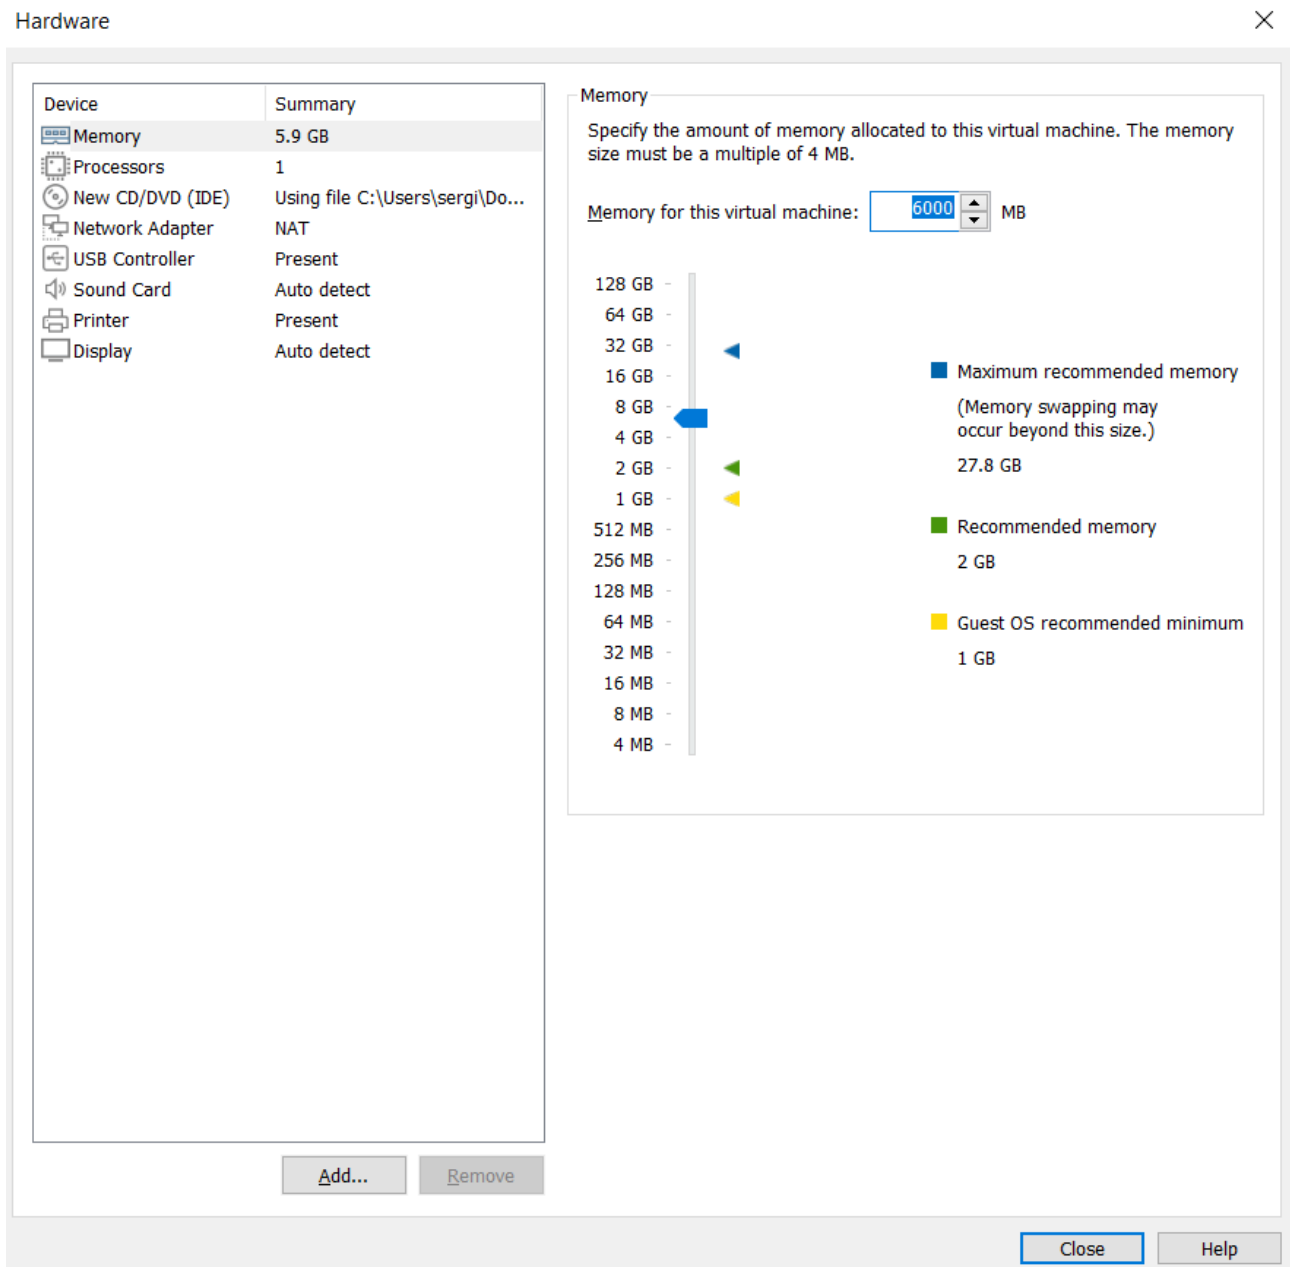 Hardware
Device Summary
Memory 5.9 GB
Processors 1
New CD/DVD (IDE) Using file C:\Users\sergi\Do...
Network Adapter NAT
USB Controller Present
Sound Card Auto detect
Printer Present
Display Auto detect
Add...
Remove
Memory
Specify the amount of memory allocated to this virtual machine. The memory
size must be a multiple of 4 MB.
Memory for this virtual machine: 6000 MB
128 GB
64 GB
32 GB
16 GB
8 GB
4 GB
2 GB
1 GB
512 MB
256 MB
128 MB
64 MB
32 MB
16 MB
8 MB
4 MB
Maximum recommended memory
(Memory swapping may
occur beyond this size.)
27.8 GB
Recommended memory
2 GB
Guest OS recommended minimum
1 GB
Close
Help